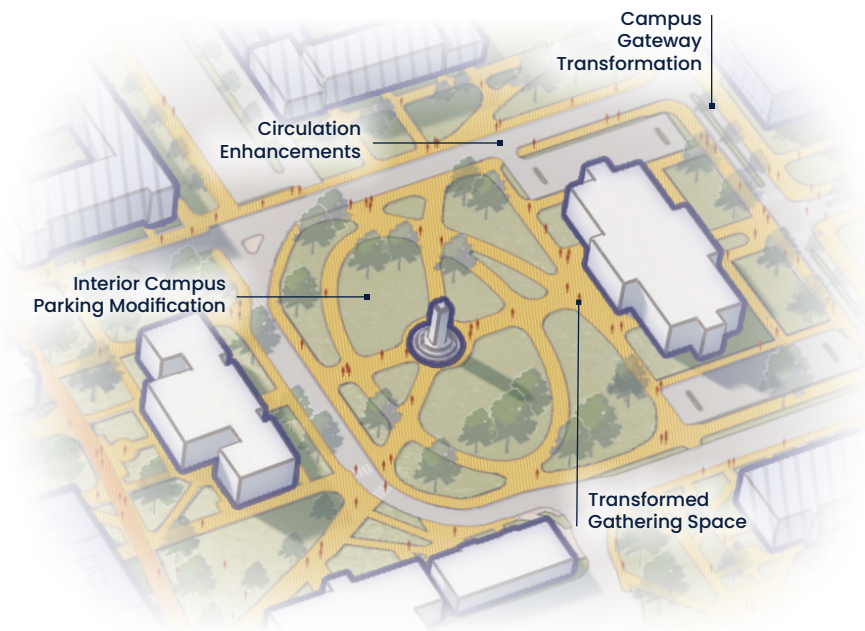 Campus
Gateway
Transformation
Circulation
Enhancements
Interior Campus
Parking Modification
Transformed
Gathering Space